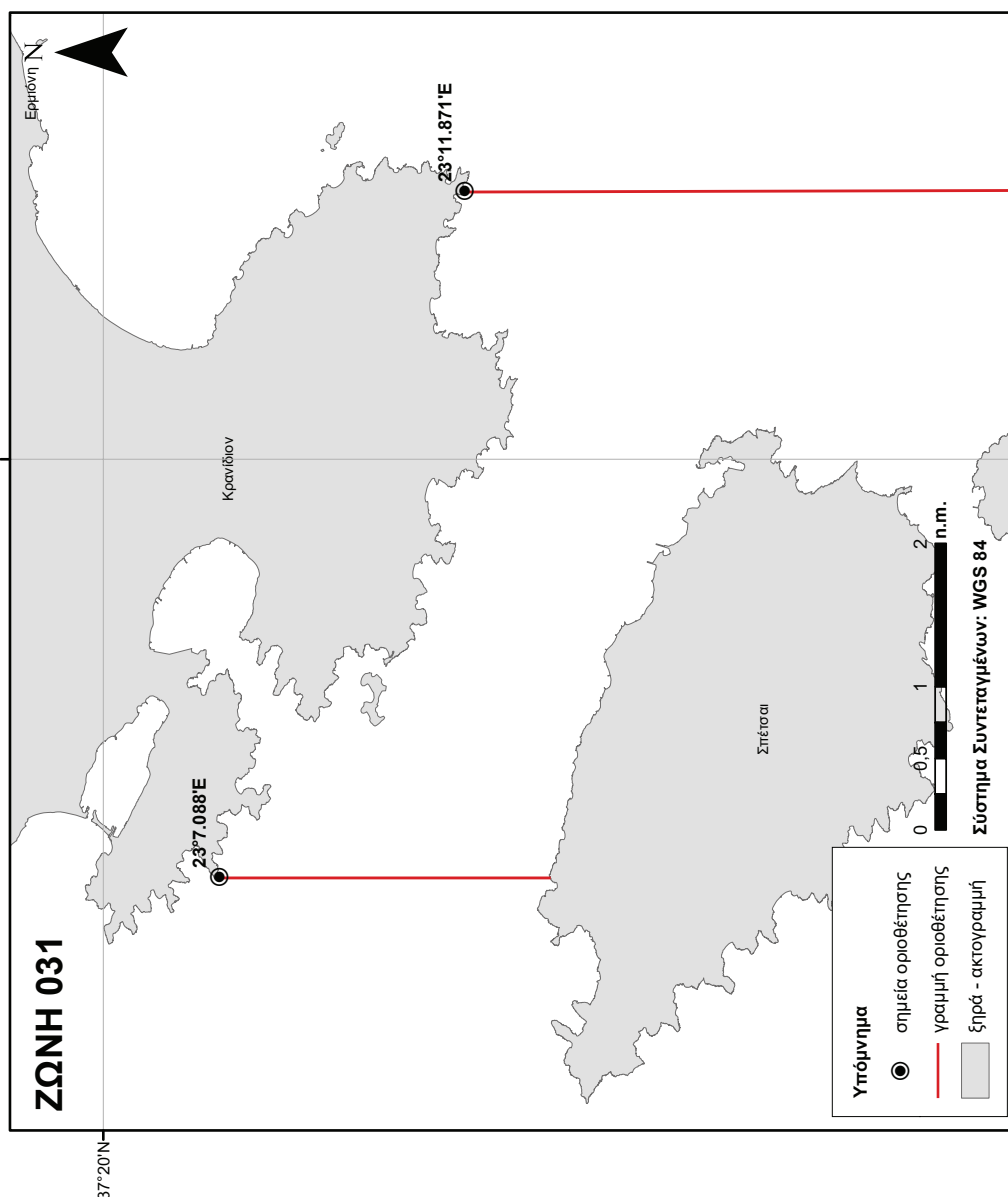 ΖΩΝΗ 031
Ερμιόνη
N
23°11.871'E
Κρανίδιον
23°7.088'E
Σπέτσαι
37°20'N
0 0,5 1 2
n.m.
Σύστημα Συντεταγμένων: WGS 84
Υπόμνημα
σημεία οριοθέτησης
γραμμή οριοθέτησης
ξηρά - ακτογραμμή